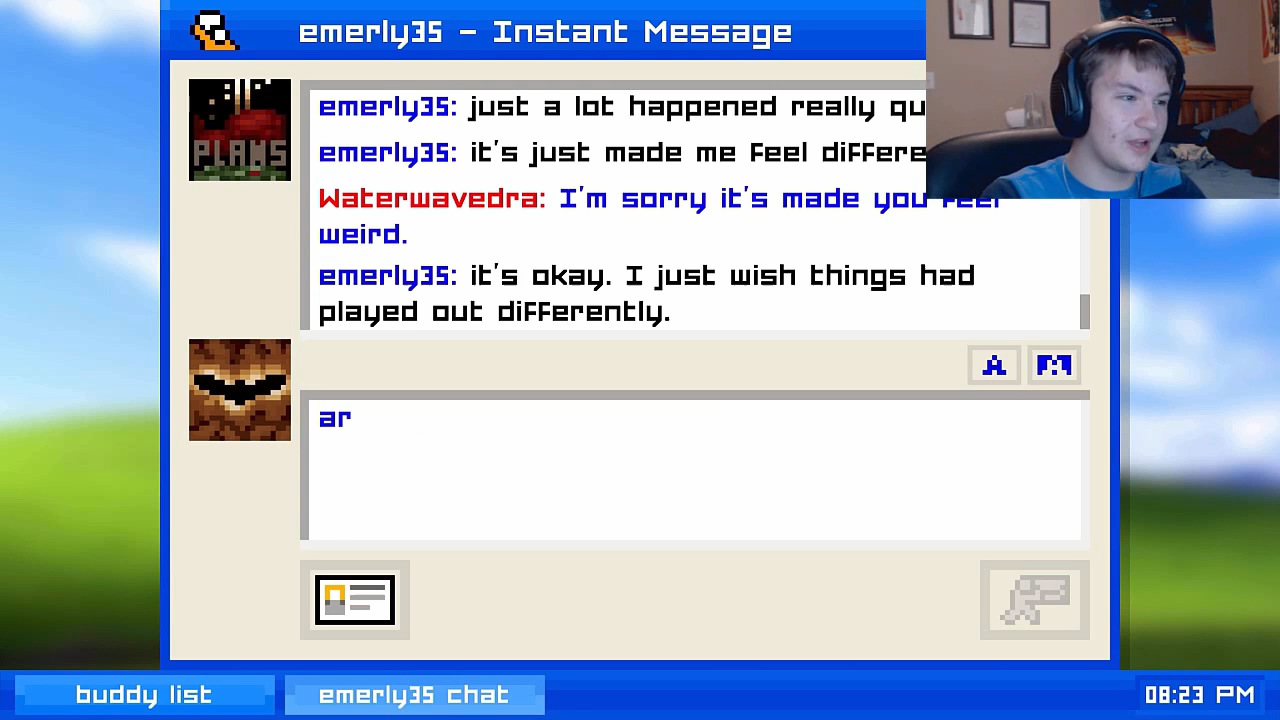 emerly35 - Instant Message
emerly35: just a lot happened really
emerly35: it's just made me feel
Waterwavedra: I'm sorry it's made you feel
weird.
emerly35: it's okay. I just wish things had
played out differently.
PLANS
A
ar
buddy list
emerly35 chat
08:23 PM